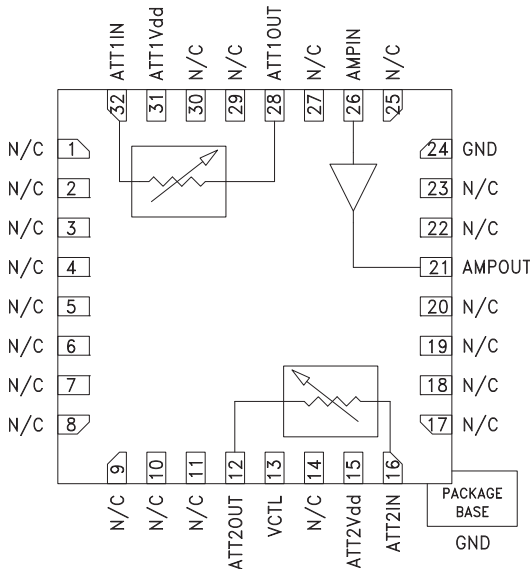 ATT1IN
ATT1Vdd
N/C
N/C
ATT1OUT
N/C
AMPIN
N/C
32
31
30
29
28
27
26
25
N/C 1
N/C 2
N/C 3
N/C 4
N/C 5
N/C 6
N/C 7
N/C 8
24 GND
23 N/C
22 N/C
21 AMPOUT
20 N/C
19 N/C
18 N/C
17 N/C
9
10
11
12
13
14
15
16
N/C
N/C
N/C
ATT2OUT
VCTL
N/C
ATT2Vdd
ATT2IN
PACKAGE
BASE
GND